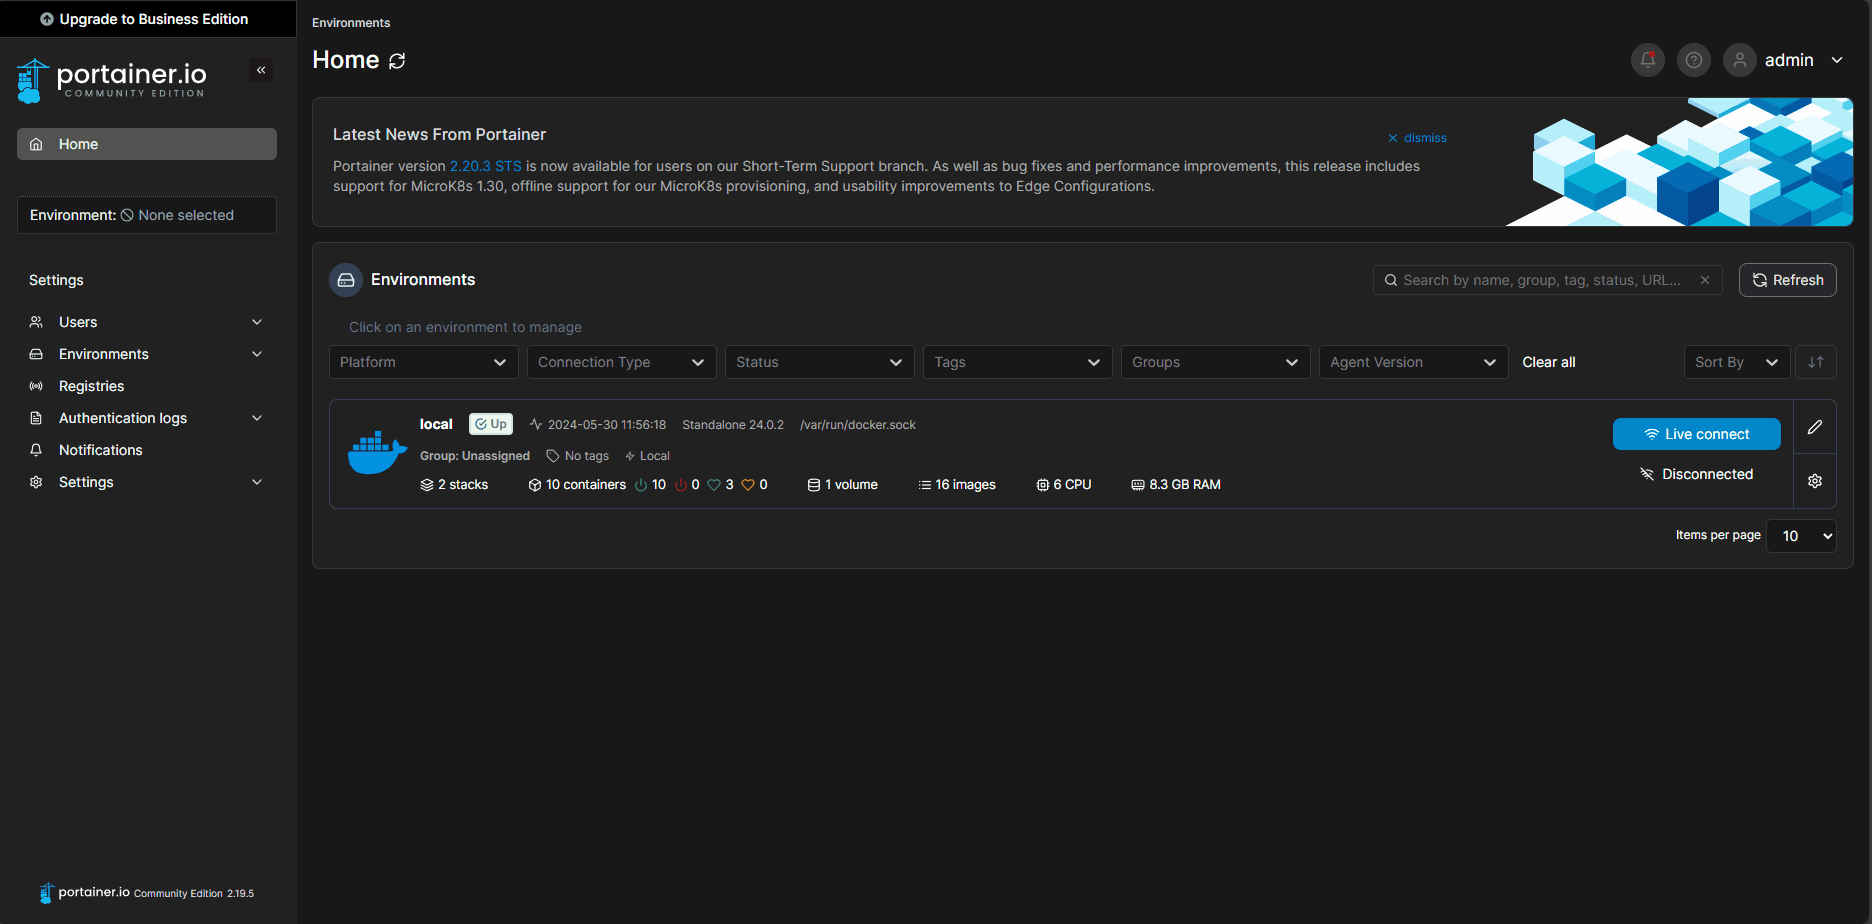 Upgrade to Business Edition
portainer.io
COMMUNITY EDITION
Home
Environment: None selected
Settings
Users
Environments
Registries
Authentication logs
Notifications
Settings
portainer.io Community Edition 2.19.5
Environments
Home
admin
Latest News From Portainer
dismiss
Portainer version 2.20.3 STS is now available for users on our Short-Term Support branch. As well as bug fixes and performance improvements, this release includes
support for MicroK8s 1.30, offline support for our MicroK8s provisioning, and usability improvements to Edge Configurations.
Environments
Search by name, group, tag, status, URL...
Refresh
Click on an environment to manage
Platform Connection Type Status Tags Groups Agent Version Clear all Sort By
local Up 2024-05-30 11:56:18 Standalone 24.0.2 /var/run/docker.sock
Group: Unassigned No tags Local
2 stacks 10 containers 10 0 3 0 1 volume 16 images 6 CPU 8.3 GB RAM
Live connect
Disconnected
Items per page 10